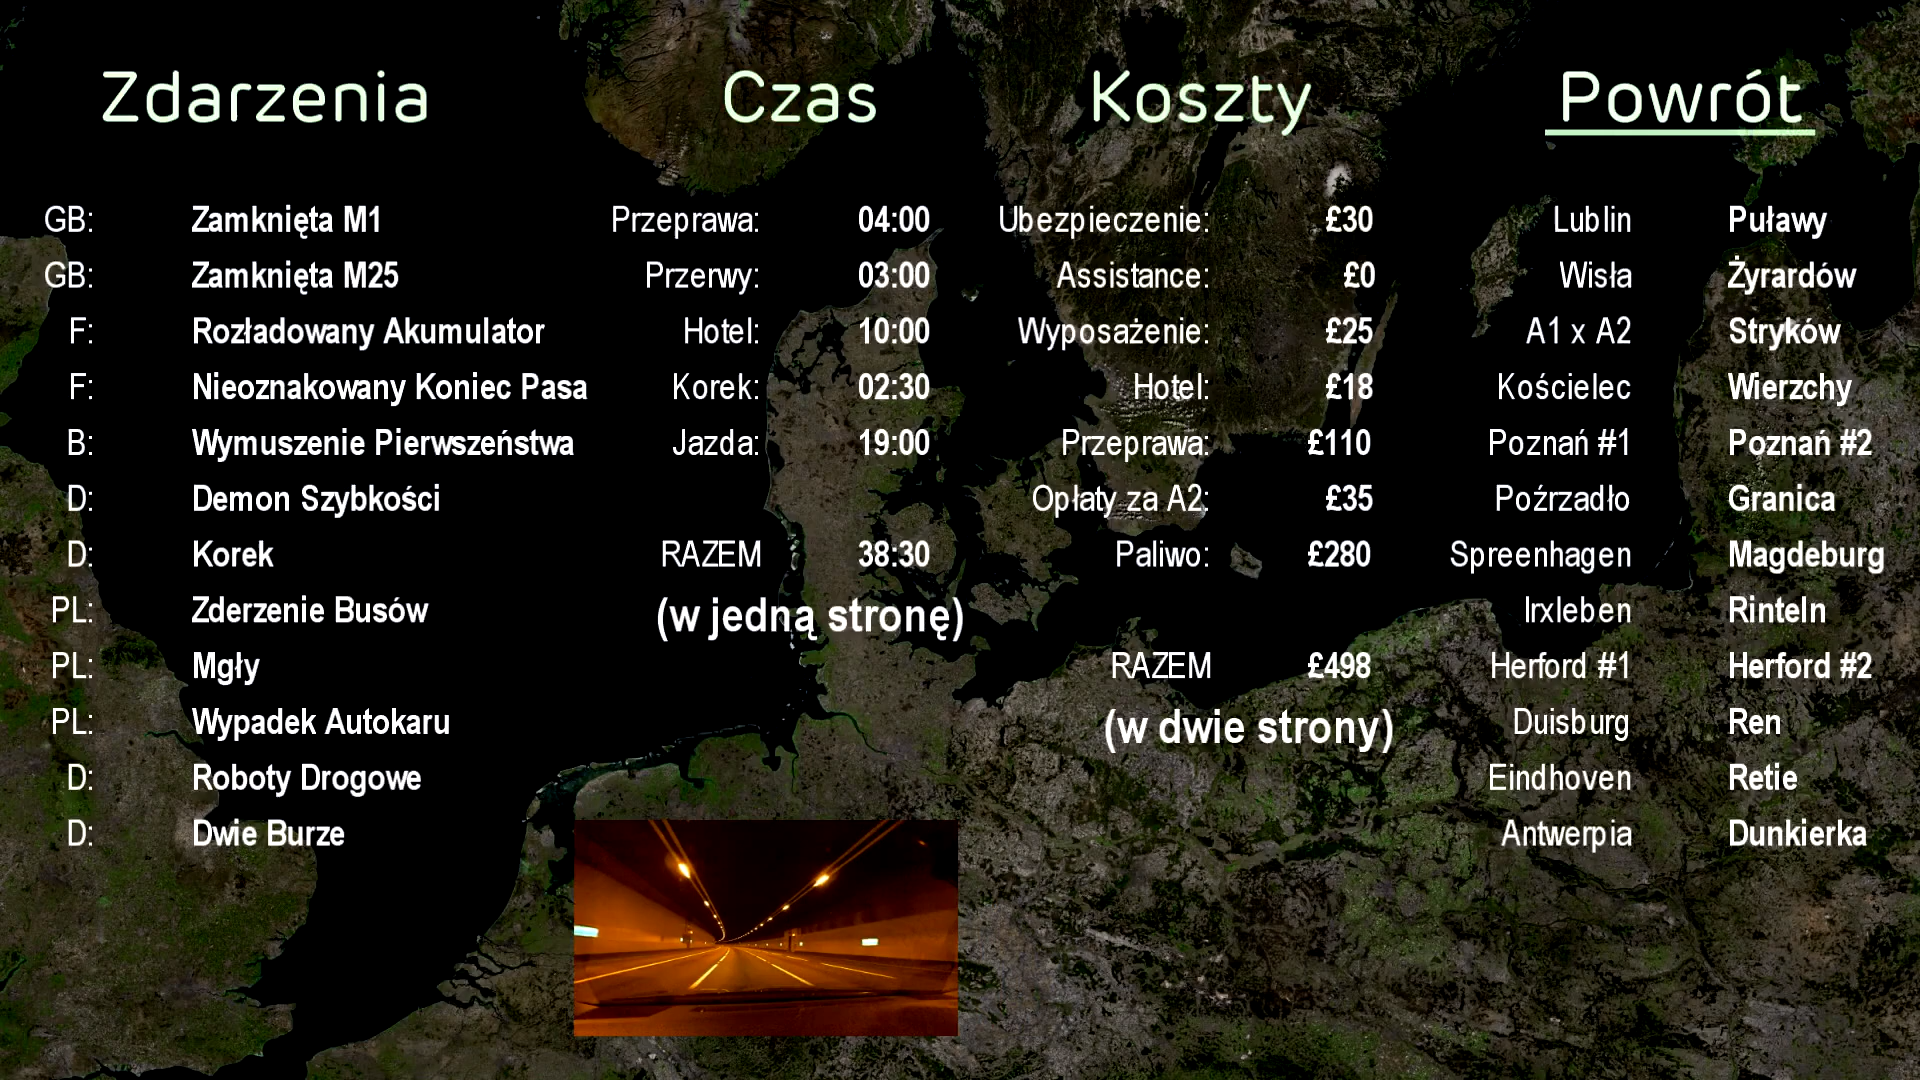 Zdarzenia
GB: Zamknięta M1
GB: Zamknięta M25
F: Rozładowany Akumulator
F: Nieoznakowany Koniec Pasa
B: Wymuszenie Pierwszeństwa
D: Demon Szybkości
D: Korek
PL: Zderzenie Busów
PL: Mgły
PL: Wypadek Autokaru
D: Roboty Drogowe
D: Dwie Burze
Czas
Przeprawa: 04:00
Przerwy: 03:00
Hotel: 10:00
Korek: 02:30
Jazda: 19:00
RAZEM 38:30
(w jedną stronę)
Koszty
Ubezpieczenie: £30
Assistance: £0
Wyposażenie: £25
Hotel: £18
Przeprawa: £110
Opłaty za A2: £35
Paliwo: £280
RAZEM £498
(w dwie strony)
Powrót
Lublin Puławy
Wisła Żyrardów
A1 x A2 Stryków
Kościelec Wierzchy
Poznań #1 Poznań #2
Poźrzadło Granica
Spreenhagen Magdeburg
Irxleben Rinteln
Herford #1 Herford #2
Duisburg Ren
Eindhoven Retie
Antwerpia Dunkierka